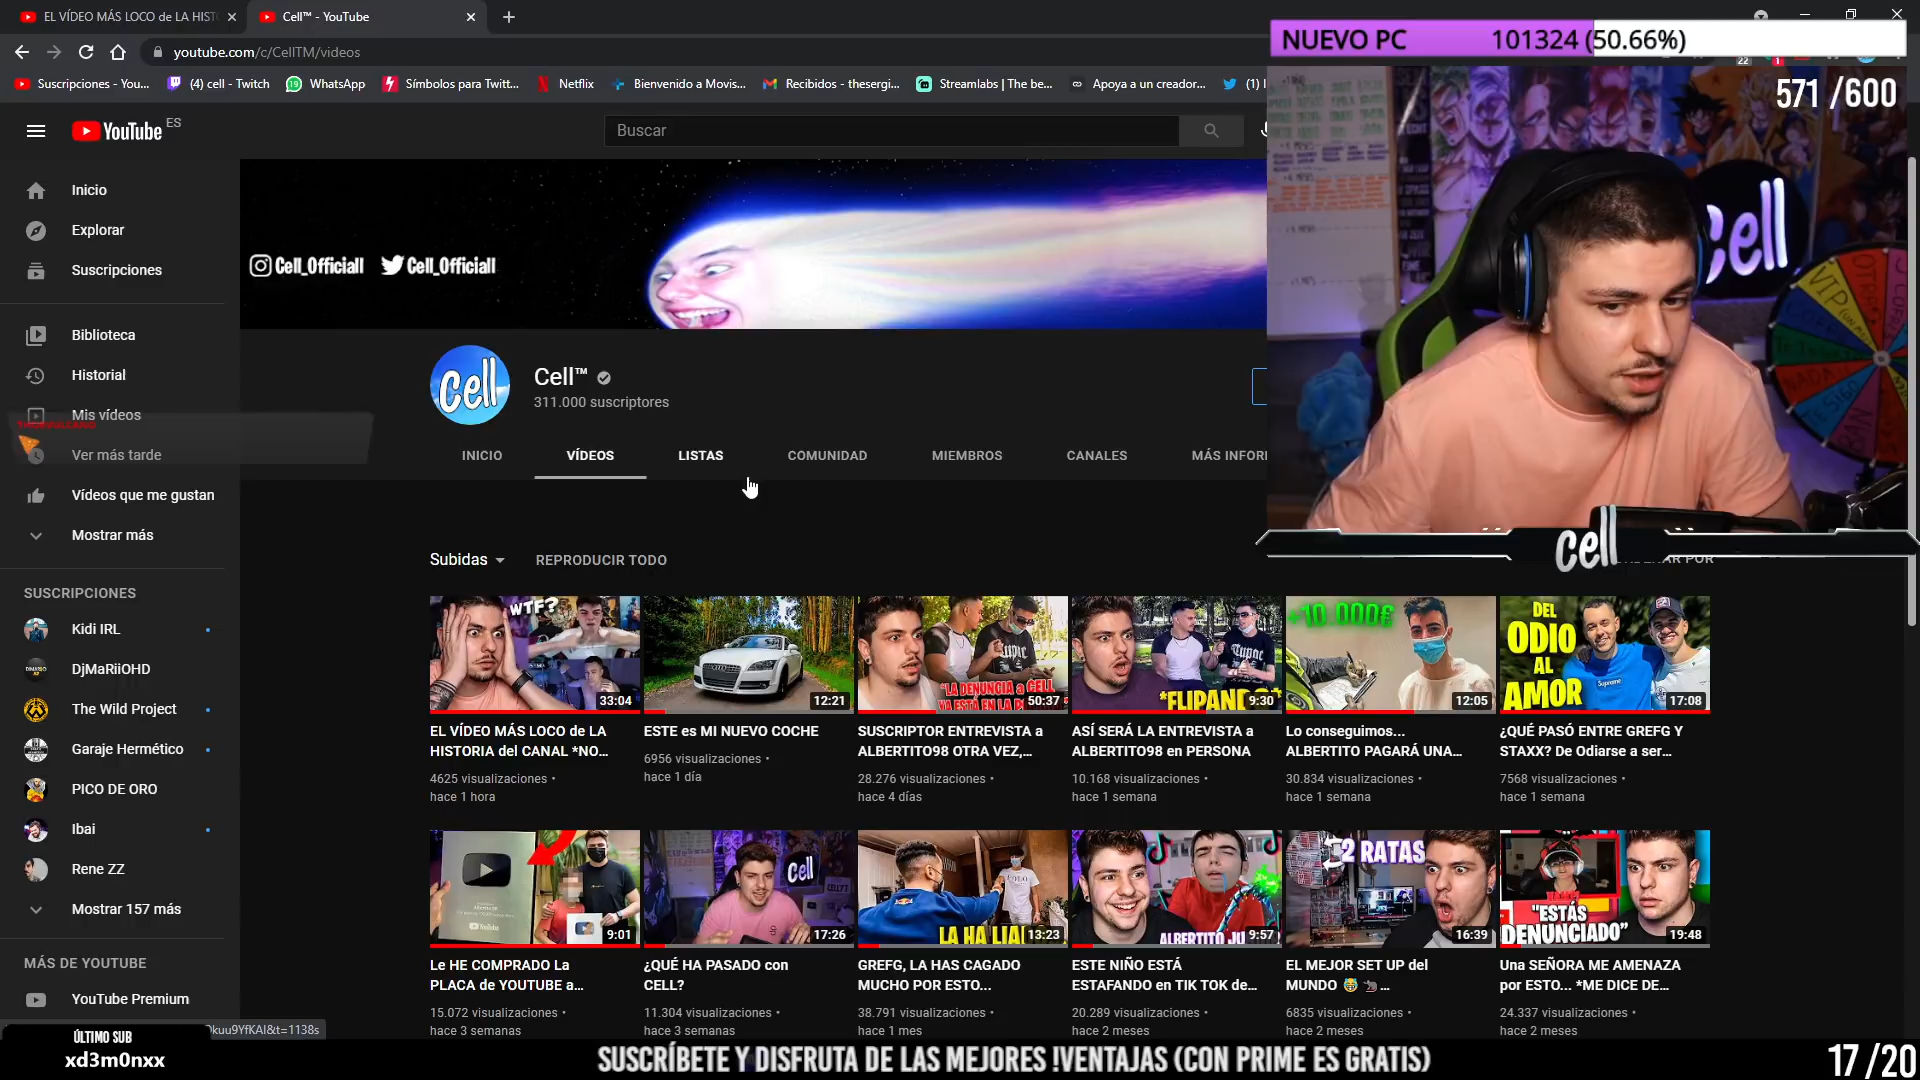 EL VÍDEO MÁS LOCO de LA HIST
Cell™ - YouTube
youtube.com/c/CellTM/videos
NUEVO PC 101324 (50.66%)
Suscripciones - You...
(4) cell - Twitch
WhatsApp
Símbolos para Twitt...
Netflix
Bienvenido a Movis...
Recibidos - thesergi...
Streamlabs | The be...
Apoya a un creador...
(1)
22
1
571 /600
YouTube ES
Buscar
Inicio
Explorar
Suscripciones
Biblioteca
Historial
Mis vídeos
Ver más tarde
Vídeos que me gustan
Mostrar más
SUSCRIPCIONES
Kidi IRL
DjMaRiiOHD
The Wild Project
Garaje Hermético
PICO DE ORO
Ibai
Rene ZZ
Mostrar 157 más
MÁS DE YOUTUBE
YouTube Premium
Cell_Officiall Cell_Officiall
cell
Cell™
311.000 suscriptores
INICIO VÍDEOS LISTAS COMUNIDAD MIEMBROS CANALES MÁS INFOR
cell
VIP
cell
Subidas REPRODUCIR TODO
WTF?
33:04
EL VÍDEO MÁS LOCO de LA
HISTORIA del CANAL *NO...
4625 visualizaciones •
hace 1 hora
12:21
ESTE es MI NUEVO COCHE
6956 visualizaciones •
hace 1 día
"LA DENUNCIA a CELL
50:37
SUSCRIPTOR ENTREVISTA a
ALBERTITO98 OTRA VEZ,...
28.276 visualizaciones •
hace 4 días
*FLIPANDO*
9:30
ASÍ SERÁ LA ENTREVISTA a
ALBERTITO98 en PERSONA
10.168 visualizaciones •
hace 1 semana
+10.000€
12:05
Lo conseguimos...
ALBERTITO PAGARÁ UNA...
30.834 visualizaciones •
hace 1 semana
DEL
ODIO
AL
AMOR
Supreme
17:08
¿QUÉ PASÓ ENTRE GREFG Y
STAXX? De Odiarse a ser...
7568 visualizaciones •
hace 1 semana
9:01
Le HE COMPRADO La
PLACA de YOUTUBE a...
15.072 visualizaciones •
hace 3 semanas
cell
17:26
¿QUÉ HA PASADO con
CELL?
11.304 visualizaciones •
hace 3 semanas
POLO
LA HA LIA
13:23
GREFG, LA HAS CAGADO
MUCHO POR ESTO...
38.791 visualizaciones •
hace 1 mes
ALBERTITO JU
9:57
ESTE NIÑO ESTÁ
ESTAFANDO en TIK TOK de...
20.289 visualizaciones •
hace 2 meses
2 RATAS
16:39
EL MEJOR SET UP del
MUNDO 😹 🐀 ...
6835 visualizaciones •
hace 2 meses
"ESTÁS
DENUNCIADO"
19:48
Una SEÑORA ME AMENAZA
por ESTO... *ME DICE DE...
24.337 visualizaciones •
hace 2 meses
0kuu9YfKAI&t=1138s
ÚLTIMO SUB
xd3m0nxx
SUSCRÍBETE Y DISFRUTA DE LAS MEJORES !VENTAJAS (CON PRIME ES GRATIS)
17 /20